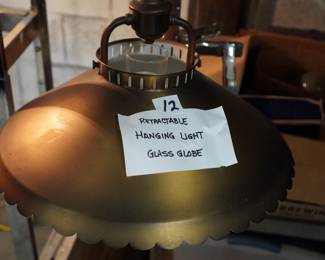 12
RETRACTABLE
HANGING LIGHT
GLASS GLOBE